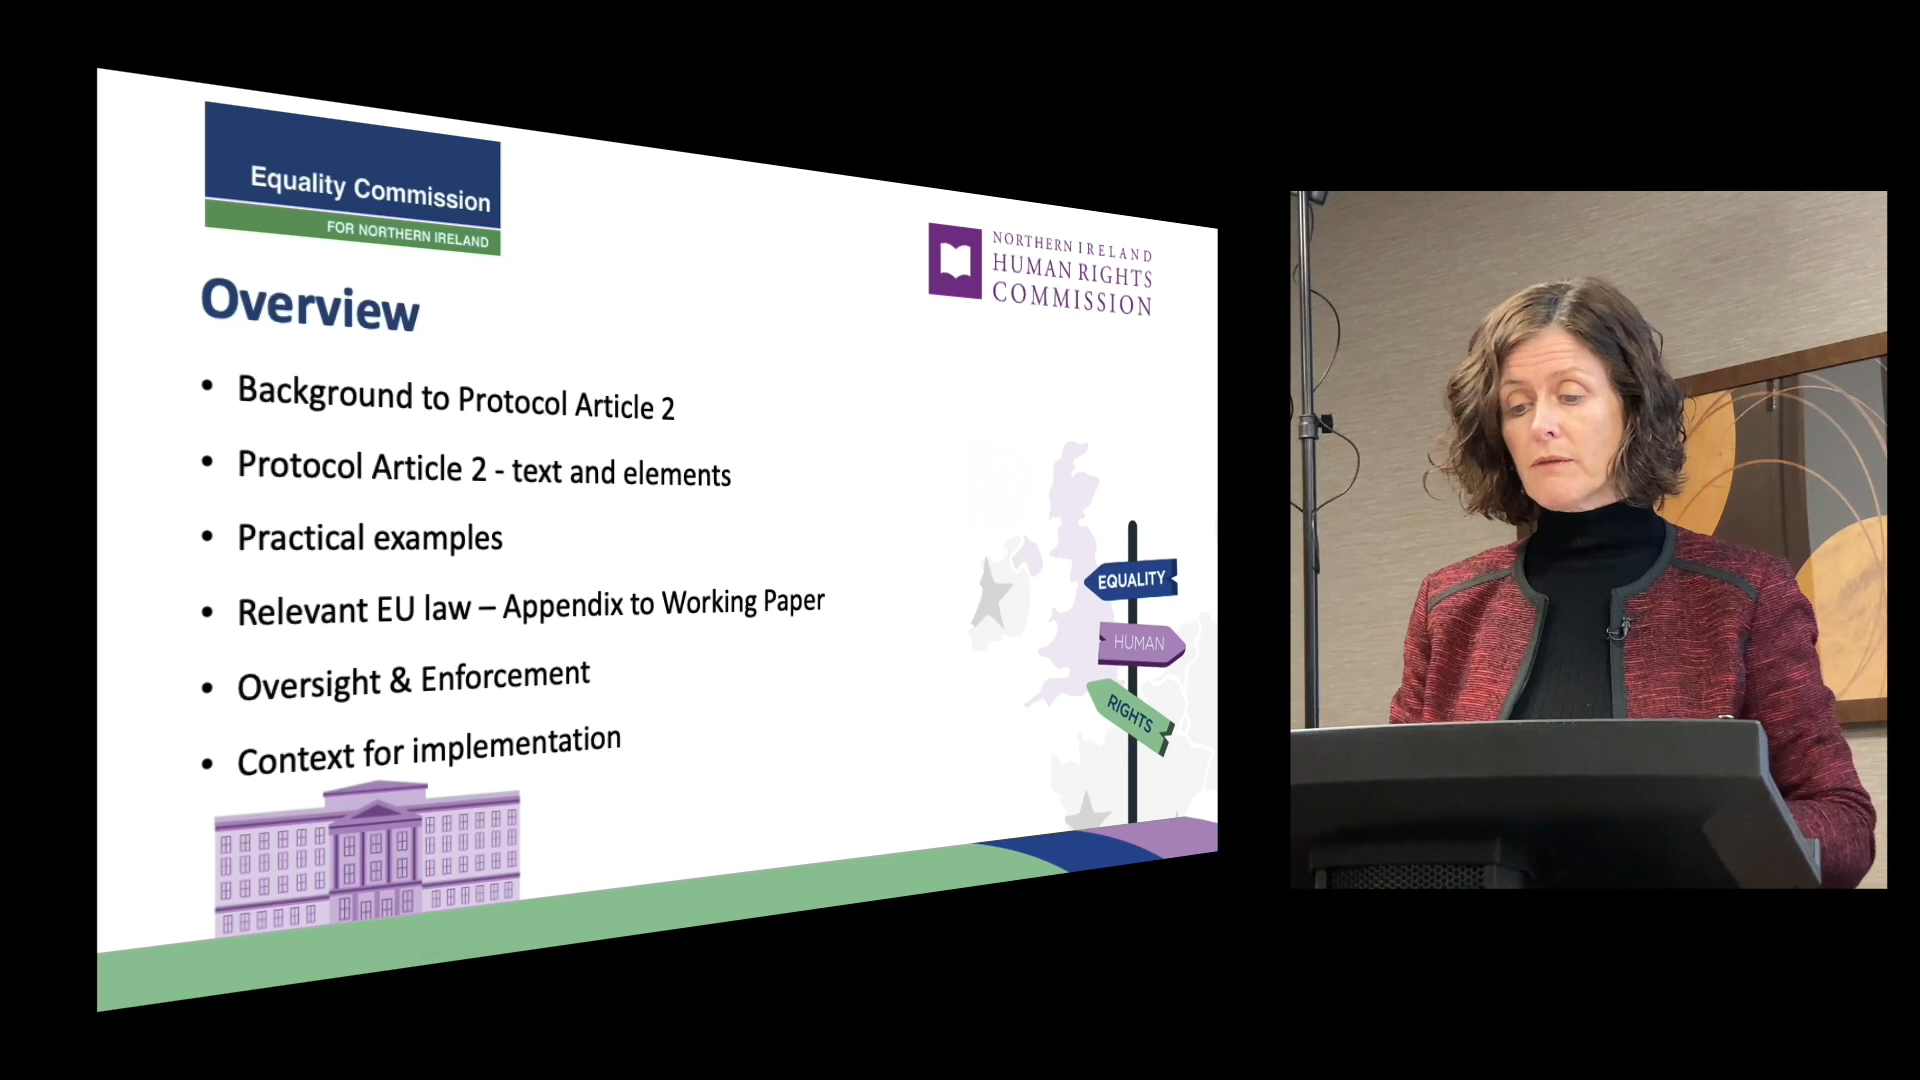 Equality Commission
FOR NORTHERN IRELAND
NORTHERN IRELAND
HUMAN RIGHTS
COMMISSION
Overview
• Background to Protocol Article 2
• Protocol Article 2 - text and elements
• Practical examples
• Relevant EU law – Appendix to Working Paper
• Oversight & Enforcement
• Context for implementation
EQUALITY
HUMAN
RIGHTS